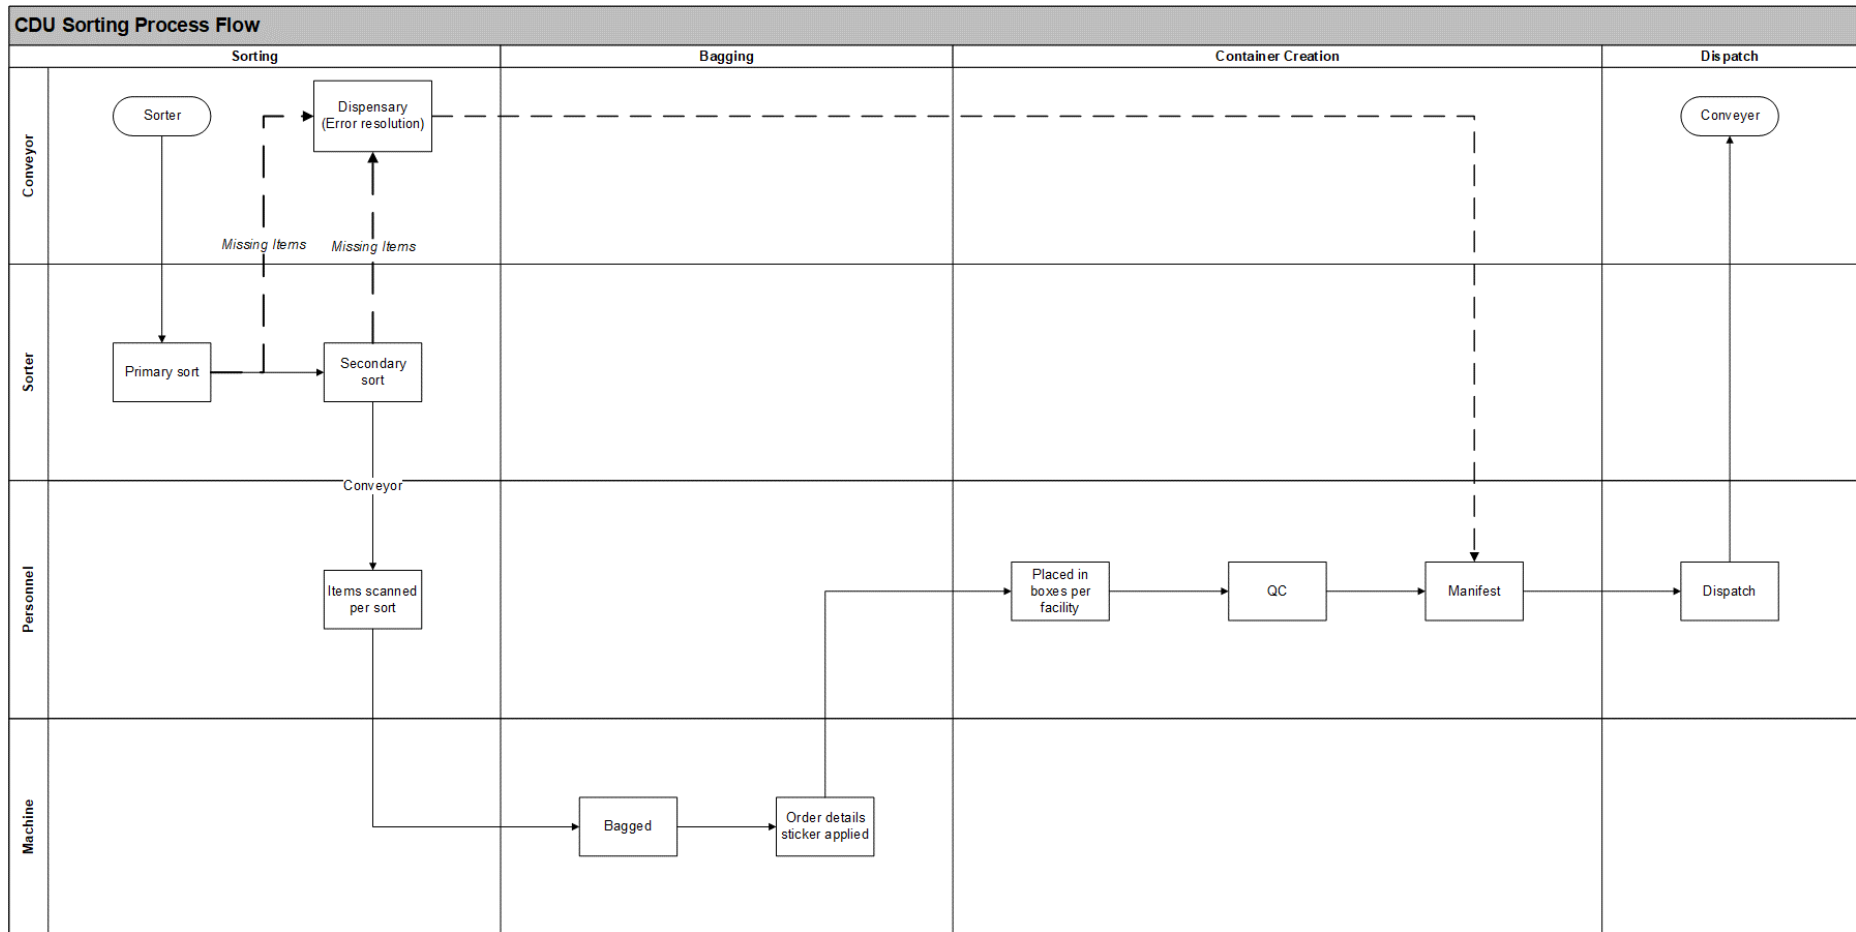 CDU Sorting Process Flow
Sorting
Bagging
Container Creation
Dispatch
Conveyor
Sorter
Dispensary
(Error resolution)
Conveyer
Missing Items
Missing Items
Sorter
Primary sort
Secondary
sort
Conveyor
Personnel
Items scanned
per sort
Placed in
boxes per
facility
QC
Manifest
Dispatch
Machine
Bagged
Order details
sticker applied